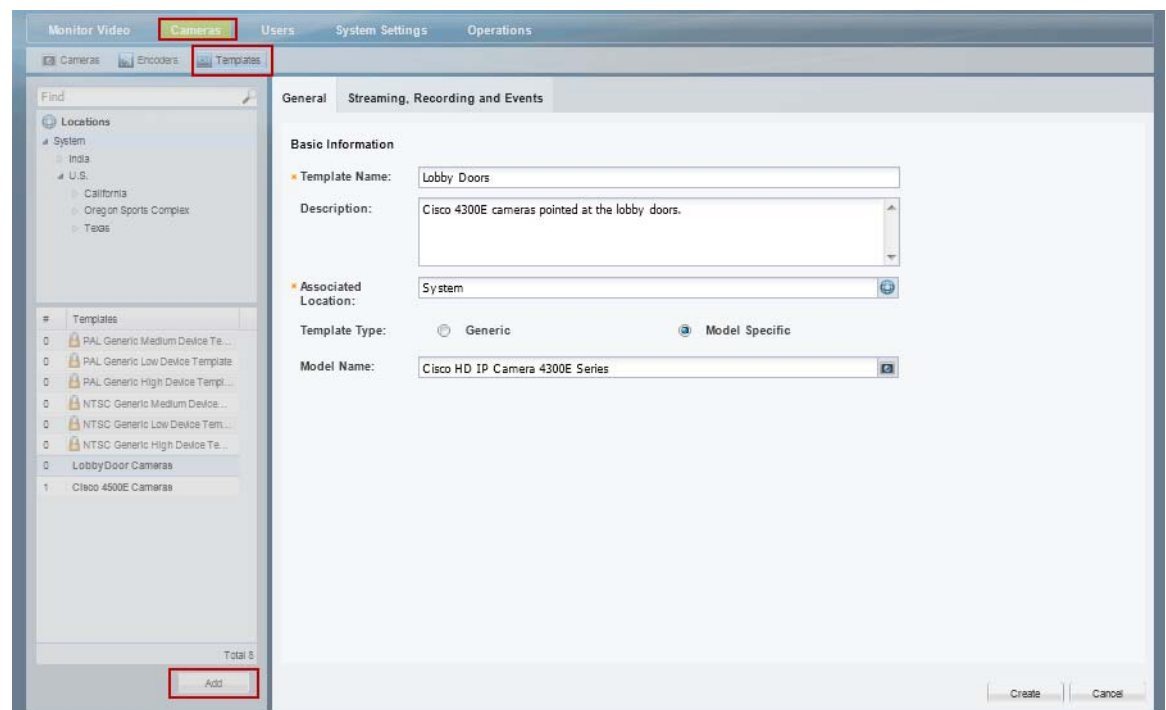 Monitor Video Cameras Users System Settings Operations
Cameras Encoders Templates
Find
Locations
System
India
U.S.
California
Oregon Sports Complex
Texas
# Templates
0 PAL Generic Medium Device Te...
0 PAL Generic Low Device Template
0 PAL Generic High Device Templ...
0 NTSC Generic Medium Device...
0 NTSC Generic Low Device Tem...
0 NTSC Generic High Device Te...
0 LobbyDoor Cameras
1 Cisco 4500E Cameras
Total 8
Add
General Streaming, Recording and Events
Basic Information
Template Name: Lobby Doors
Description: Cisco 4300E cameras pointed at the lobby doors.
Associated Location: System
Template Type: Generic Model Specific
Model Name: Cisco HD IP Camera 4300E Series
Create Cancel